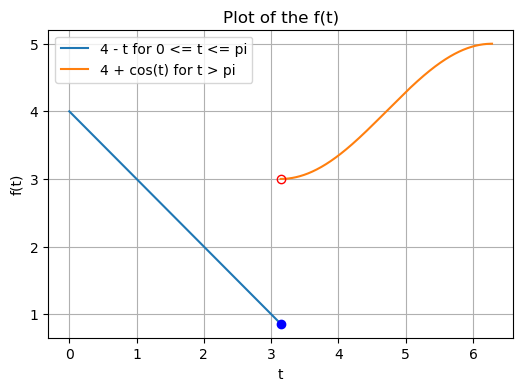 Plot of the f(t)
4 - t for 0 <= t <= pi
4 + cos(t) for t > pi
5
4
3
2
1
f(t)
0 1 2 3 4 5 6
t